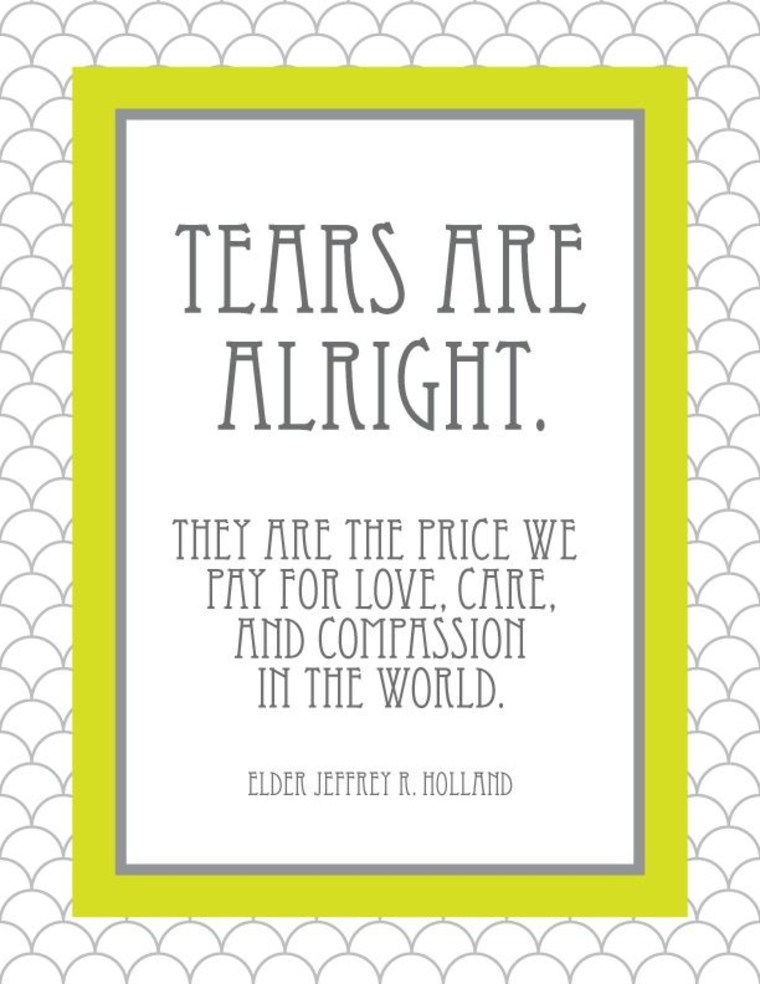 TEARS ARE
ALRIGHT.
THEY ARE THE PRICE WE
PAY FOR LOVE, CARE,
AND COMPASSION
IN THE WORLD.
ELDER JEFFREY R. HOLLAND